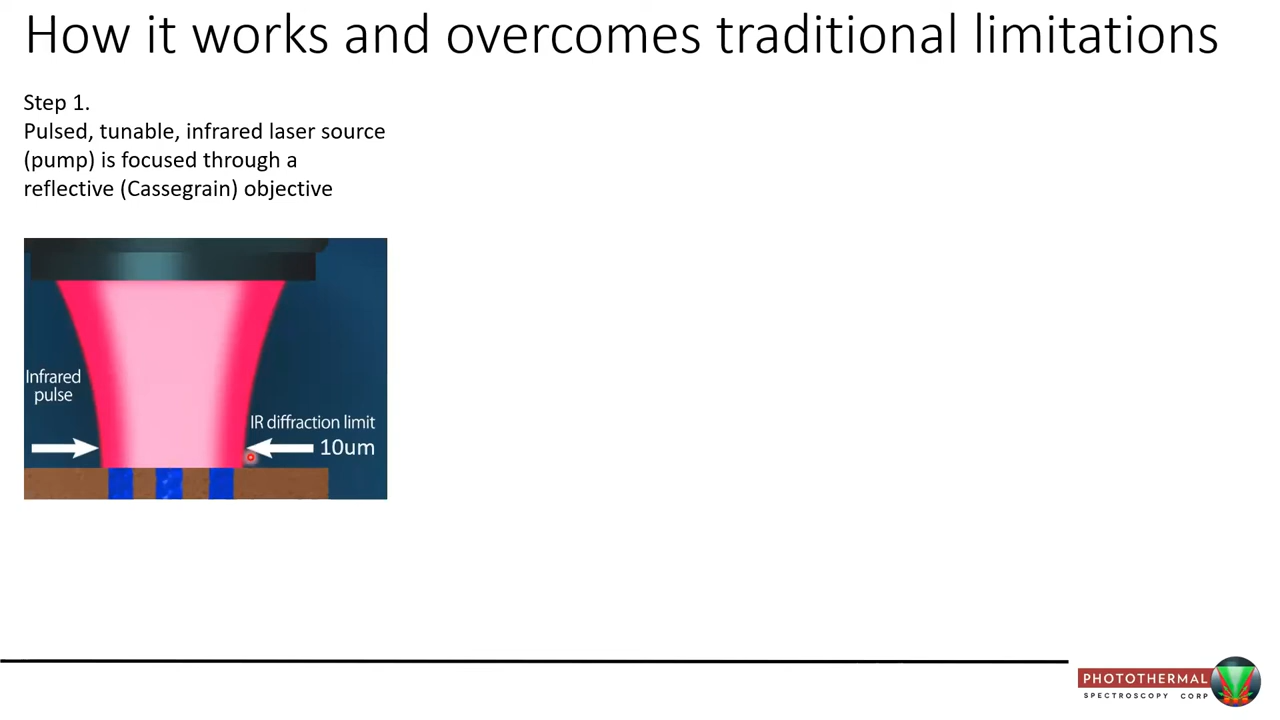 How it works and overcomes traditional limitations
Step 1.
Pulsed, tunable, infrared laser source
(pump) is focused through a
reflective (Cassegrain) objective
Infrared
pulse
IR diffraction limit
10um
PHOTOTHERMAL
SPECTROSCOPY CORP